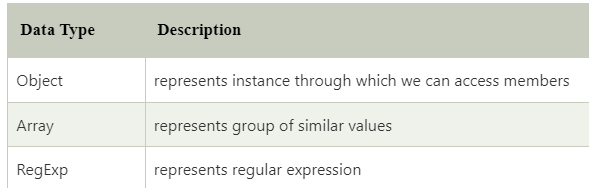 Data Type Description
Object represents instance through which we can access members
Array represents group of similar values
RegExp represents regular expression